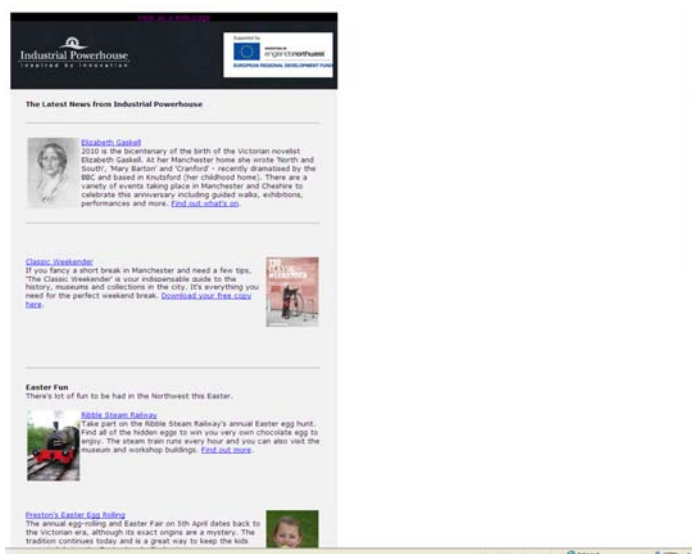 View as a web page
Industrial Powerhouse
inspired by innovation
Supported by
englandsnorthwest
EUROPEAN REGIONAL DEVELOPMENT FUND
The Latest News from Industrial Powerhouse
Elizabeth Gaskell
2010 is the bicentenary of the birth of the Victorian novelist
Elizabeth Gaskell. At her Manchester home she wrote 'North and
South', 'Mary Barton' and 'Cranford' - recently dramatised by the
BBC and based in Knutsford (her childhood home). There are a
variety of events taking place in Manchester and Cheshire to
celebrate this anniversary including guided walks, exhibitions,
performances and more. Find out what's on.
Classic Weekender
If you fancy a short break in Manchester and need a few tips,
'The Classic Weekender' is your indispensable guide to the
history, museums and collections in the city. It's everything you
need for the perfect weekend break. Download your free copy
here.
THE CLASSIC WEEKENDER
Easter Fun
There's lot of fun to be had in the Northwest this Easter.
Ribble Steam Railway
Take part on the Ribble Steam Railway's annual Easter egg hunt.
Find all of the hidden eggs to win you very own chocolate egg to
enjoy. The steam train runs every hour and you can also visit the
museum and workshop buildings. Find out more.
Preston's Easter Egg Rolling
The annual egg-rolling and Easter Fair on 5th April dates back to
the Victorian era, although its exact origins are a mystery. The
tradition continues today and is a great way to keep the kids